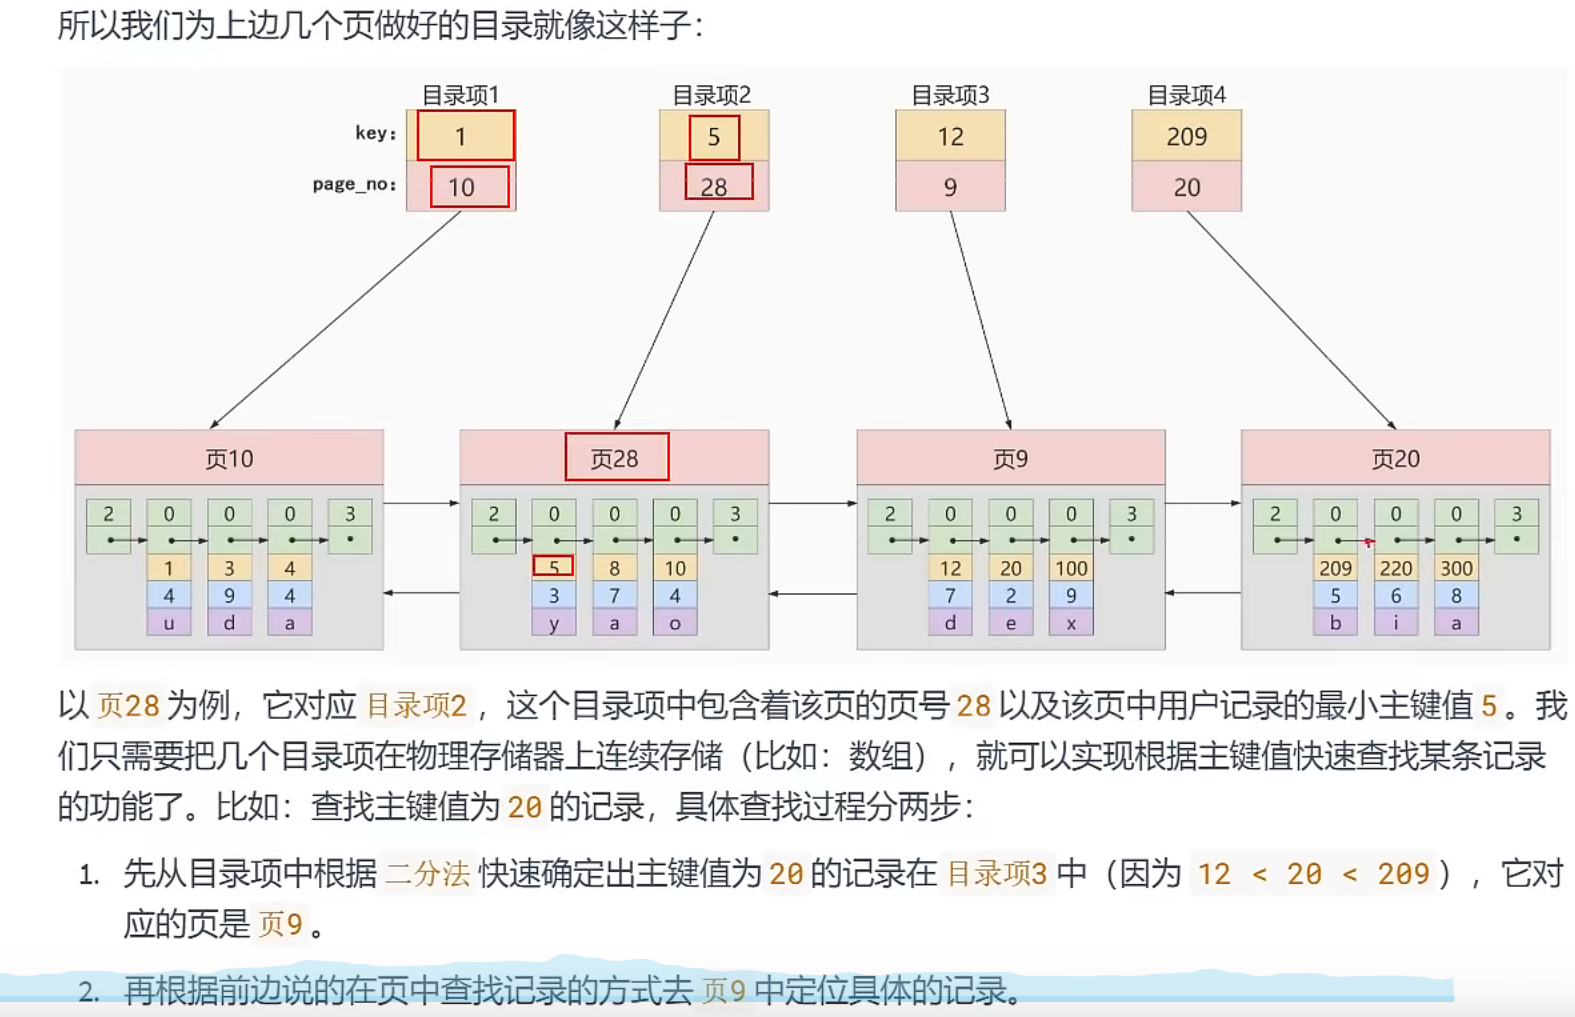 所以我们为上边几个页做好的目录就像这样子：
目录项1 目录项2 目录项3 目录项4
key: 1 5 12 209
page_no: 10 28 9 20
页10 页28 页9 页20
2 0 0 0 3 2 0 0 0 3 2 0 0 0 3 2 0 0 0 3
1 3 4 5 8 10 12 20 100 209 220 300
4 9 4 3 7 4 7 2 9 5 6 8
u d a y a o d e x b i a
以 页28 为例，它对应 目录项2 ，这个目录项中包含着该页的页号 28 以及该页中用户记录的最小主键值 5 。我
们只需要把几个目录项在物理存储器上连续存储（比如：数组），就可以实现根据主键值快速查找某条记录
的功能了。比如：查找主键值为 20 的记录，具体查找过程分两步：
1. 先从目录项中根据 二分法 快速确定出主键值为 20 的记录在 目录项3 中（因为 12 < 20 < 209 ），它对
应的页是 页9 。
2. 再根据前边说的在页中查找记录的方式去 页9 中定位具体的记录。